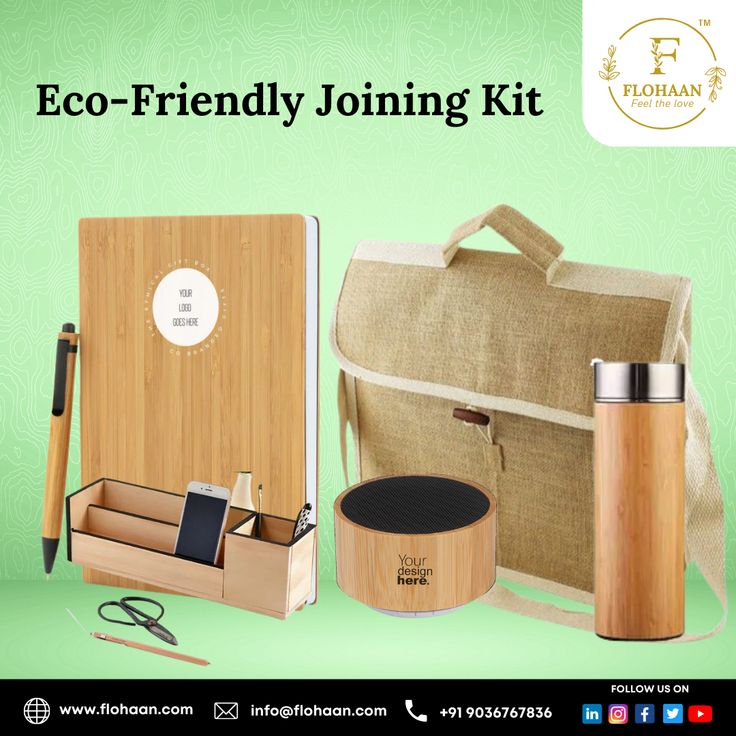 TM
F
FLOHAAN
Feel the love
Eco-Friendly Joining Kit
YOUR
LOGO
GOES HERE
Your
design
here.
FOLLOW US ON
www.flohaan.com
info@flohaan.com
+91 9036767836